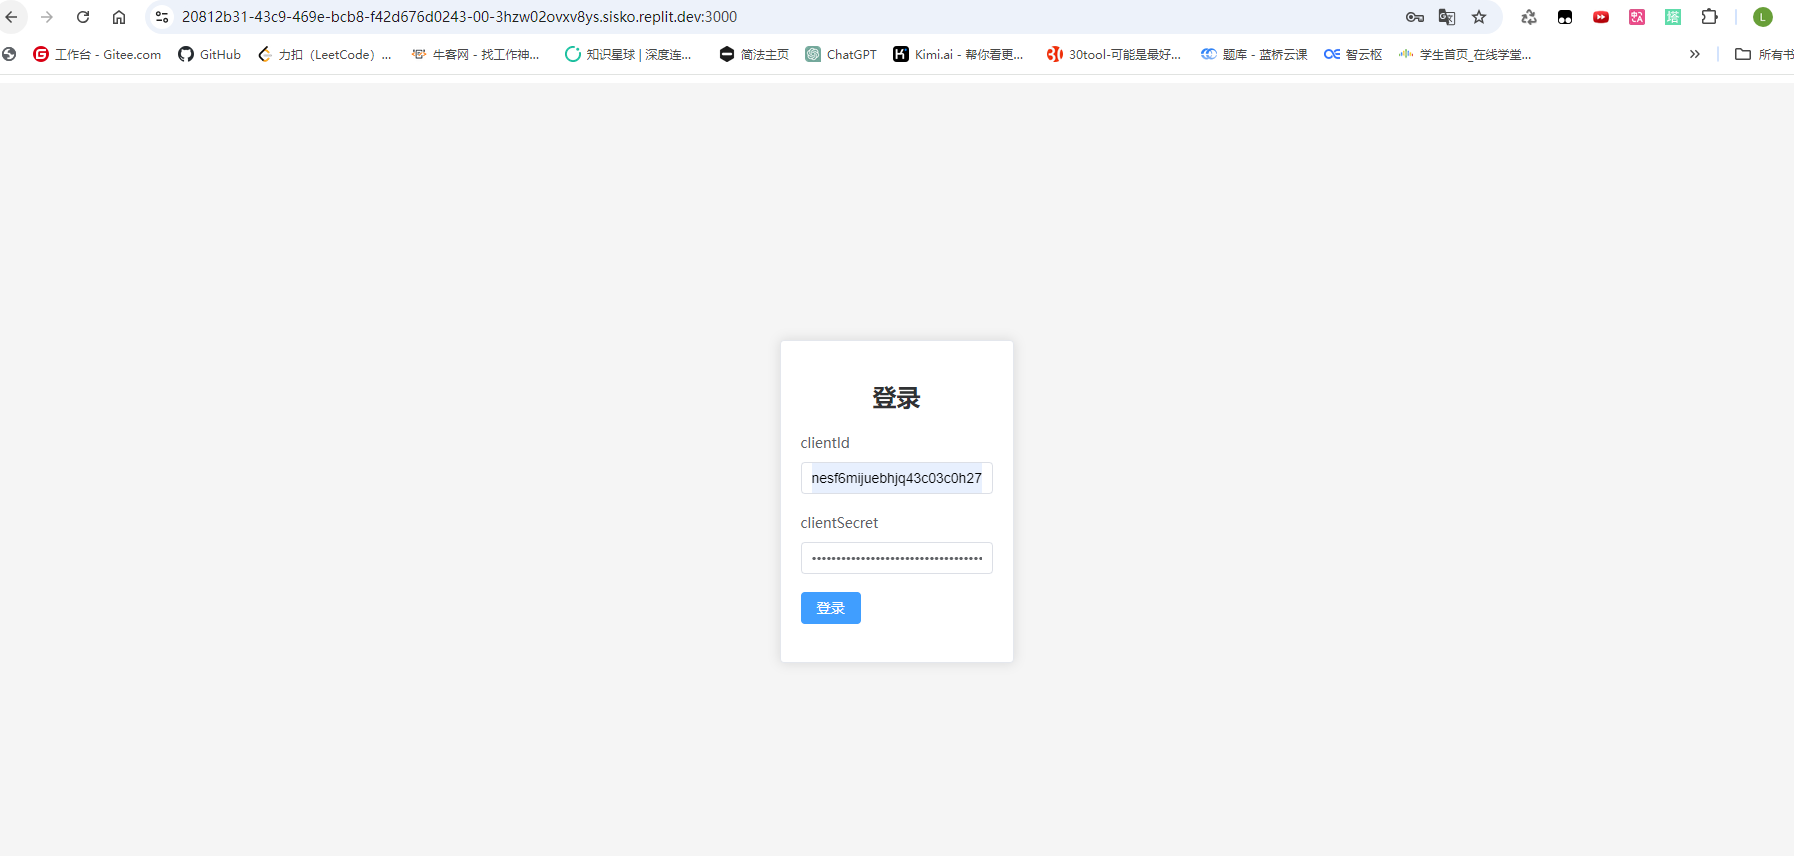 20812b31-43c9-469e-bcb8-f42d676d0243-00-3hzw02ovxv8ys.sisko.replit.dev:3000
L
工作台 - Gitee.com GitHub 力扣（LeetCode）... 牛客网 - 找工作神... 知识星球 | 深度连... 简法主页 ChatGPT Kimi.ai - 帮你看更... 30tool-可能是最好... 题库 - 蓝桥云课 智云枢 学生首页_在线学堂... » 所有书
登录
clientId
nesf6mijuebhjq43c03c0h27
clientSecret
••••••••••••••••••••••••••••••••••
登录